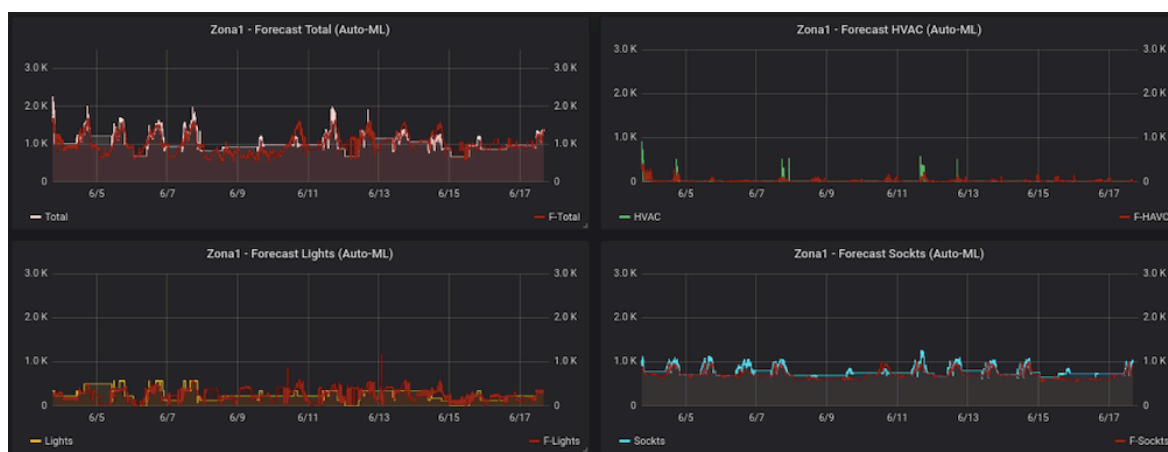 Zona1 - Forecast Total (Auto-ML)
3.0 K 3.0 K
2.0 K 2.0 K
1.0 K 1.0 K
0 0
6/5 6/7 6/9 6/11 6/13 6/15 6/17
Total F-Total
Zona1 - Forecast HVAC (Auto-ML)
3.0 K 3.0 K
2.0 K 2.0 K
1.0 K 1.0 K
0 0
6/5 6/7 6/9 6/11 6/13 6/15 6/17
HVAC F-HAVC
Zona1 - Forecast Lights (Auto-ML)
3.0 K 3.0 K
2.0 K 2.0 K
1.0 K 1.0 K
0 0
6/5 6/7 6/9 6/11 6/13 6/15 6/17
Lights F-Lights
Zona1 - Forecast Sockts (Auto-ML)
3.0 K 3.0 K
2.0 K 2.0 K
1.0 K 1.0 K
0 0
6/5 6/7 6/9 6/11 6/13 6/15 6/17
Sockts F-Sockts